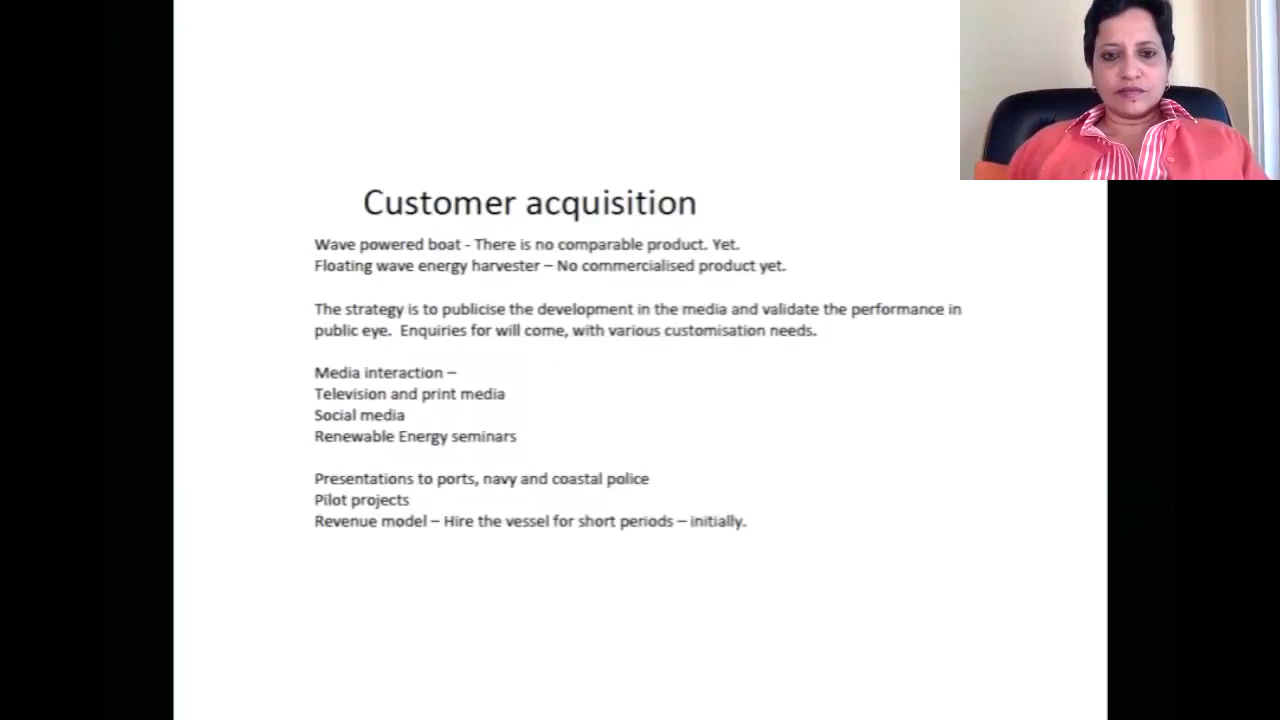 Customer acquisition
Wave powered boat - There is no comparable product. Yet.
Floating wave energy harvester – No commercialised product yet.
The strategy is to publicise the development in the media and validate the performance in
public eye.  Enquiries for will come, with various customisation needs.
Media interaction –
Television and print media
Social media
Renewable Energy seminars
Presentations to ports, navy and coastal police
Pilot projects
Revenue model – Hire the vessel for short periods – initially.